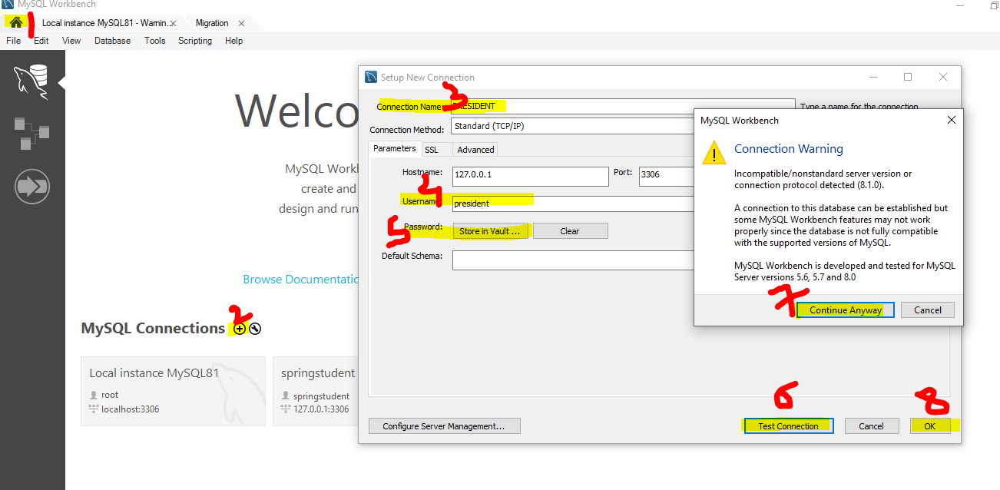 MySQL Workbench
1
Local instance MySQL81 - Warnin... x
Migration x
File Edit View Database Tools Scripting Help
Welco
MySQL Workl
create and
design and run
Browse Documentatic
MySQL Connections 2
Local instance MySQL81
root
localhost:3306
springstudent
springstudent
127.0.0.1:3306
Setup New Connection
3
Connection Name: PRESIDENT Type a name for the connection
Connection Method: Standard (TCP/IP)
Parameters SSL Advanced
Hostname: 127.0.0.1 Port: 3306
4
Username: president
5
Password: Store in Vault ... Clear
Default Schema:
6
8
Configure Server Management... Test Connection Cancel OK
MySQL Workbench
Connection Warning
Incompatible/nonstandard server version or
connection protocol detected (8.1.0).
A connection to this database can be established but
some MySQL Workbench features may not work
properly since the database is not fully compatible
with the supported versions of MySQL.
MySQL Workbench is developed and tested for MySQL
Server versions 5.6, 5.7 and 8.0
7
Continue Anyway Cancel